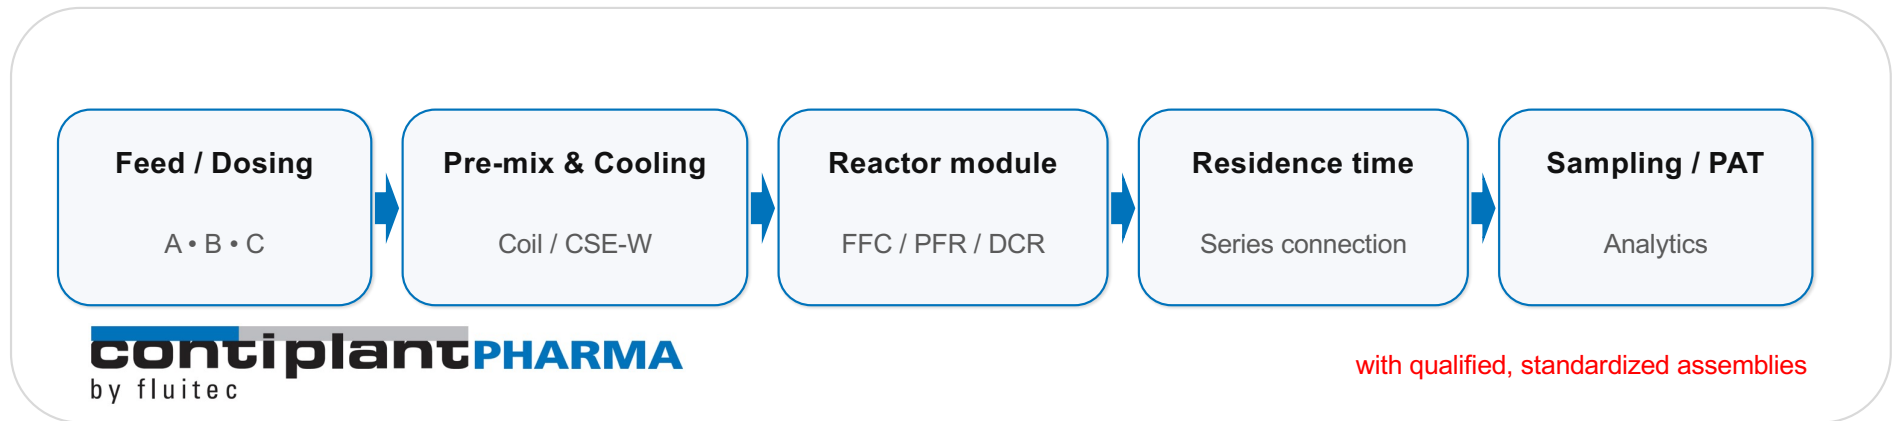 Feed / Dosing
A • B • C
Pre-mix & Cooling
Coil / CSE-W
Reactor module
FFC / PFR / DCR
Residence time
Series connection
Sampling / PAT
Analytics
contiplantPHARMA
by fluitec
with qualified, standardized assemblies